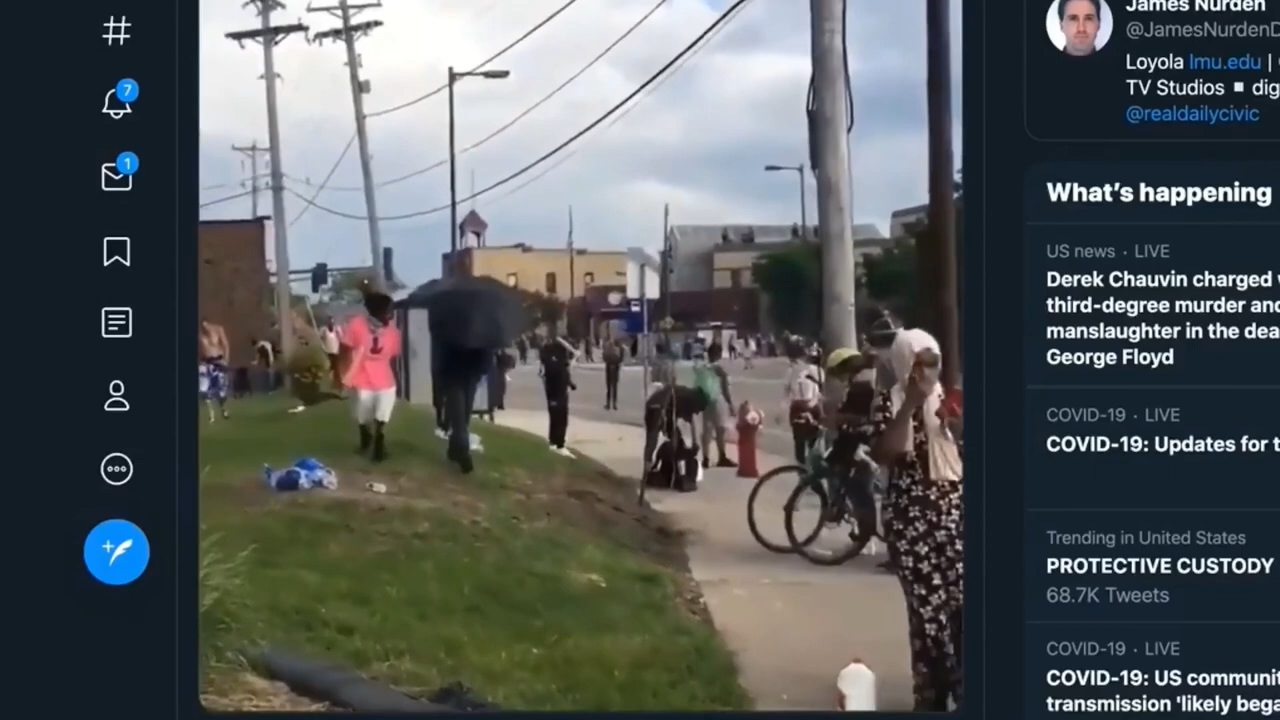 7
1
James Nurden
@JamesNurdenD
Loyola lmu.edu |
TV Studios ▪ dig
@realdailycivic
What's happening
US news · LIVE
Derek Chauvin charged
third-degree murder and
manslaughter in the dea
George Floyd
COVID-19 · LIVE
COVID-19: Updates for t
Trending in United States
PROTECTIVE CUSTODY
68.7K Tweets
COVID-19 · LIVE
COVID-19: US communit
transmission 'likely bega